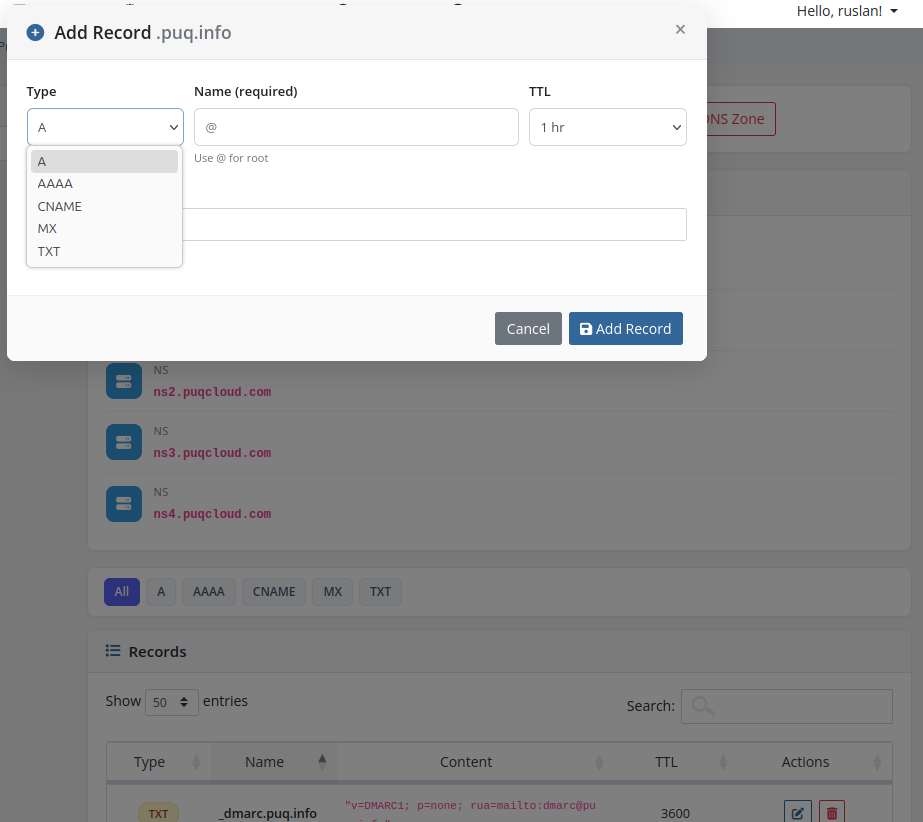 Hello, ruslan!
Add Record .puq.info
×
Type Name (required) TTL
A @ 1 hr
Use @ for root
A
AAAA
CNAME
MX
TXT
DNS Zone
Cancel Add Record
NS
ns2.puqcloud.com
NS
ns3.puqcloud.com
NS
ns4.puqcloud.com
All A AAAA CNAME MX TXT
Records
Show 50 entries Search:
Type Name Content TTL Actions
TXT _dmarc.puq.info "v=DMARC1; p=none; rua=mailto:dmarc@pu 3600